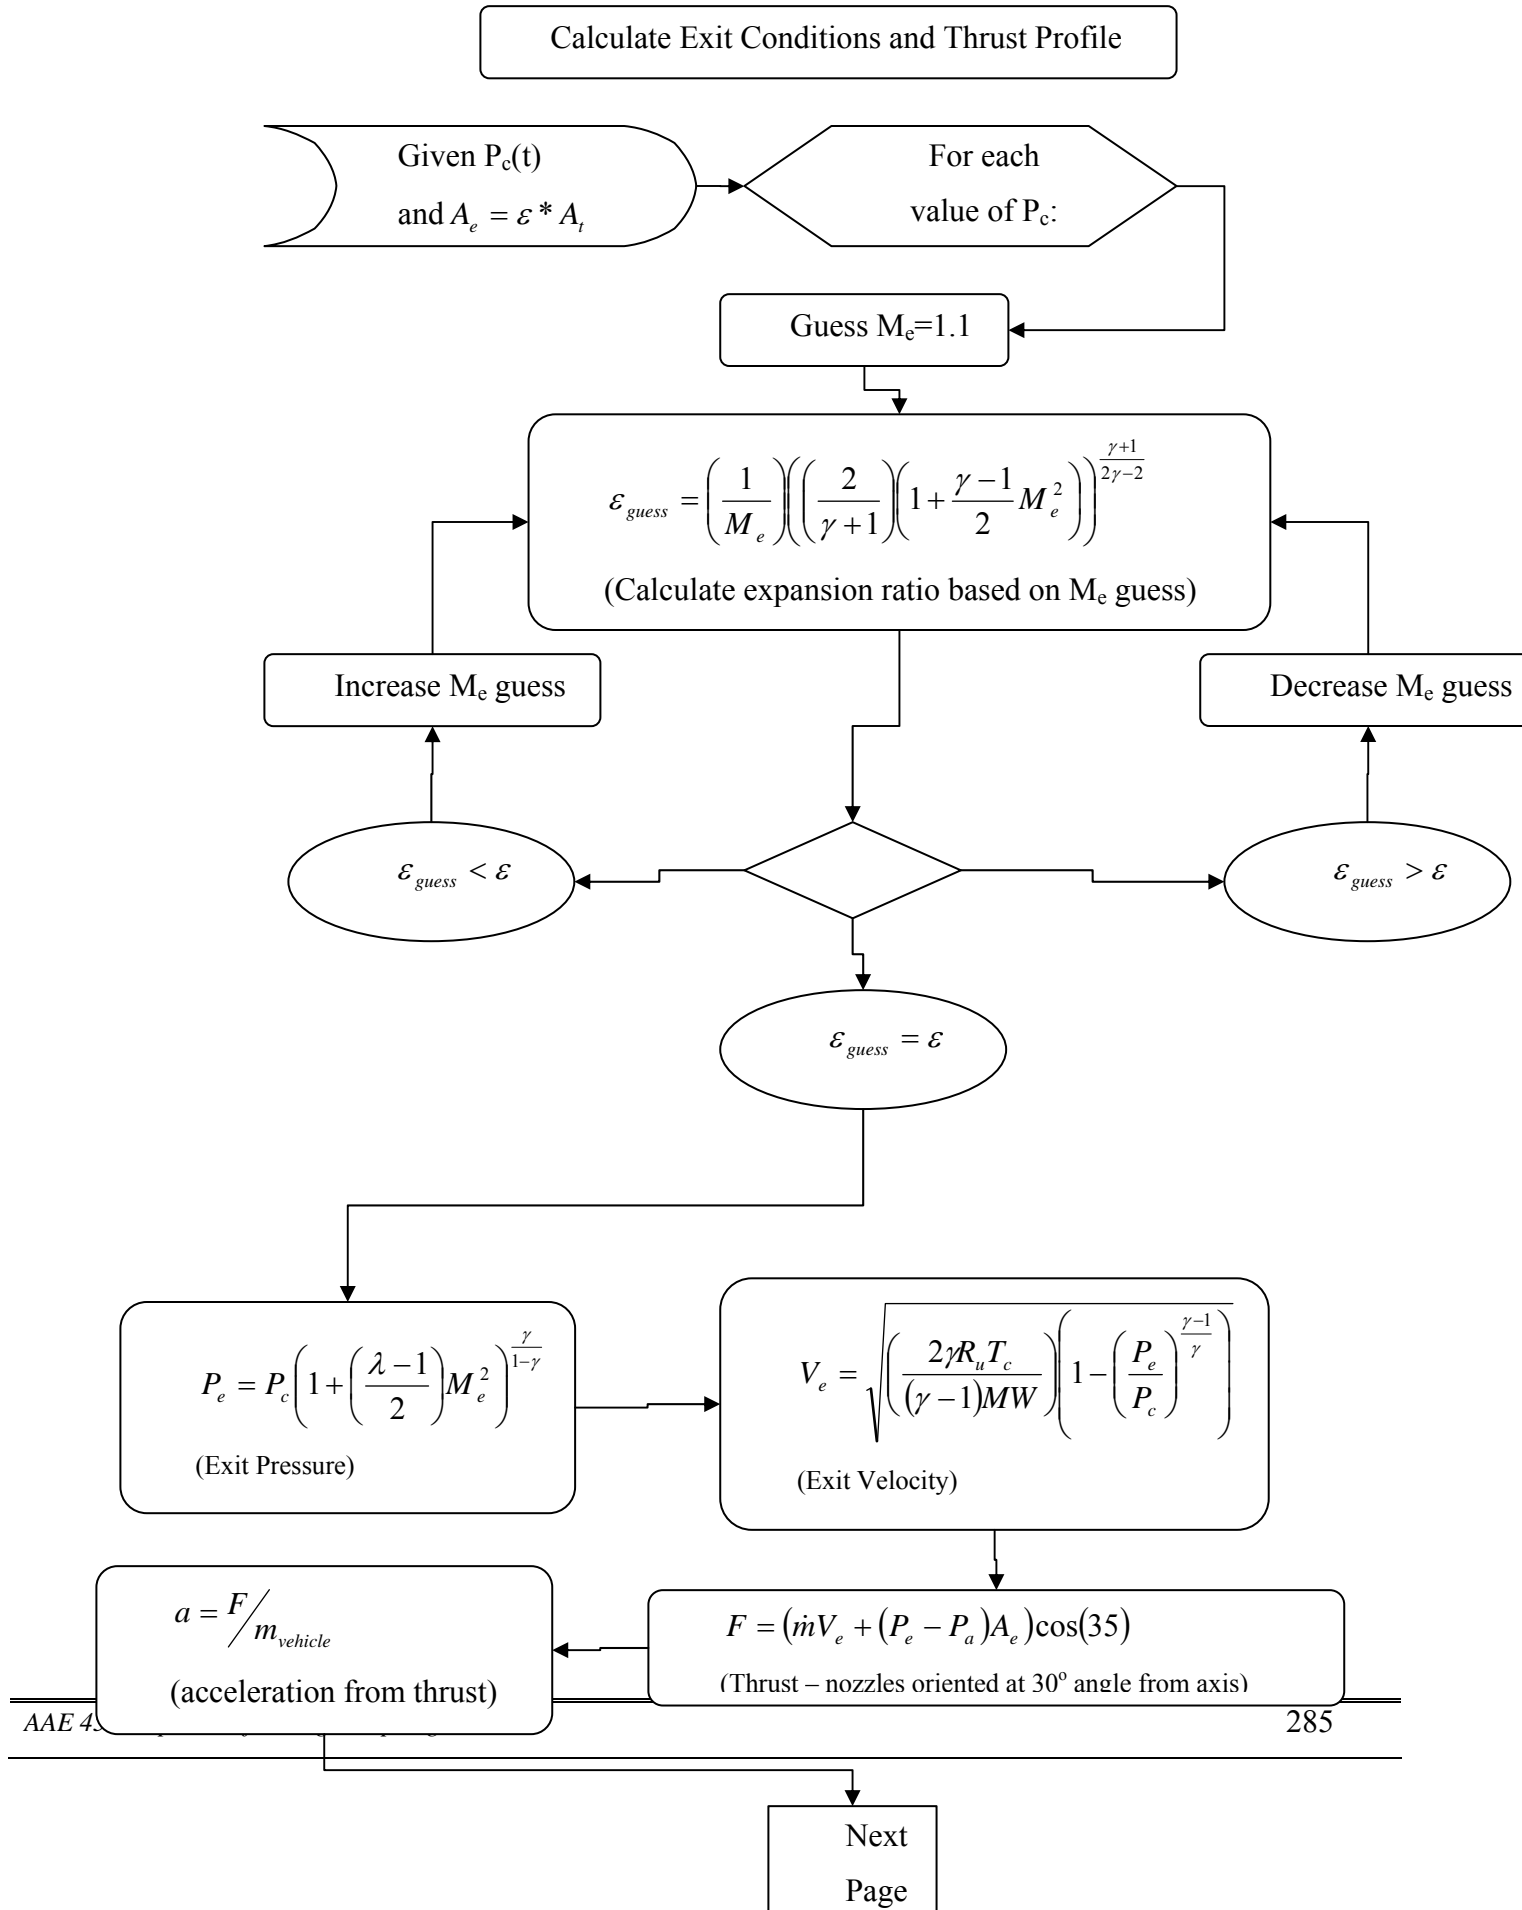 Calculate Exit Conditions and Thrust Profile
Given P_c(t)
and A_e = ε * A_t
For each
value of P_c:
Guess M_e=1.1
ε_guess = (1/M_e)((2/(γ+1))(1+((γ−1)/2)M_e^2))^((γ+1)/(2γ−2))
(Calculate expansion ratio based on M_e guess)
Increase M_e guess
Decrease M_e guess
ε_guess < ε
ε_guess > ε
ε_guess = ε
P_e = P_c(1+((λ−1)/2)M_e^2)^(γ/(1−γ))
(Exit Pressure)
V_e = √((2γR_uT_c/((γ−1)MW))(1−(P_e/P_c)^((γ−1)/γ)))
(Exit Velocity)
a = F/m_vehicle
(acceleration from thrust)
F = (ṁV_e + (P_e − P_a)A_e)cos(35)
(Thrust – nozzles oriented at 30° angle from axis)
AAE 4
285
Next
Page